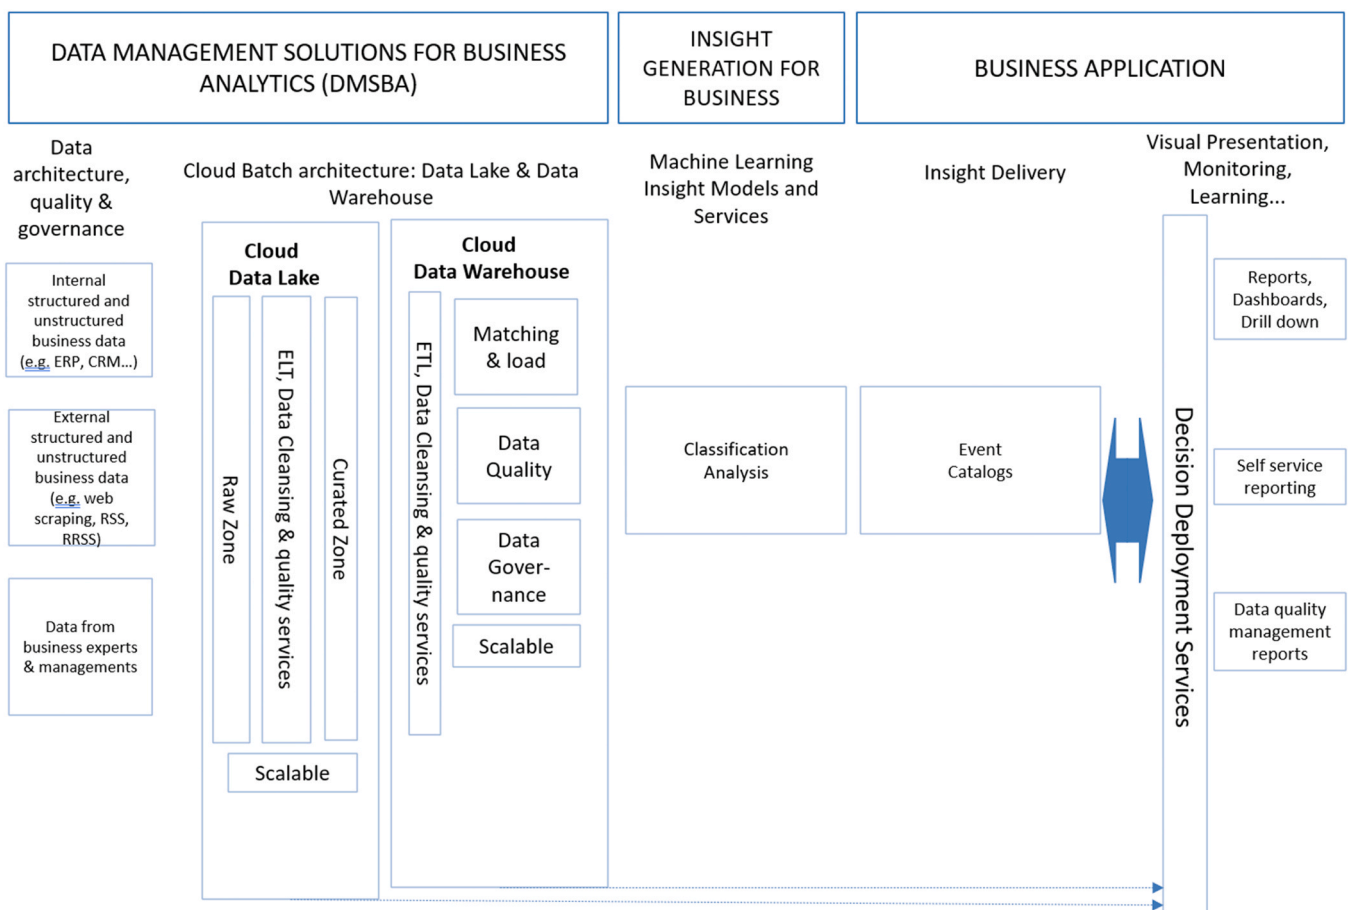 DATA MANAGEMENT SOLUTIONS FOR BUSINESS
ANALYTICS (DMSBA)
INSIGHT
GENERATION FOR
BUSINESS
BUSINESS APPLICATION
Data
architecture,
quality &
governance
Cloud Batch architecture: Data Lake & Data
Warehouse
Machine Learning
Insight Models and
Services
Insight Delivery
Visual Presentation,
Monitoring,
Learning...
Internal
structured and
unstructured
business data
(e.g. ERP, CRM...)
External
structured and
unstructured
business data
(e.g. web
scraping, RSS,
RRSS)
Data from
business experts
& managements
Cloud
Data Lake
Raw Zone
ELT, Data Cleansing & quality services
Curated Zone
Scalable
Cloud
Data Warehouse
ETL, Data Cleansing & quality services
Matching
& load
Data
Quality
Data
Gover-
nance
Scalable
Classification
Analysis
Event
Catalogs
Decision Deployment Services
Reports,
Dashboards,
Drill down
Self service
reporting
Data quality
management
reports